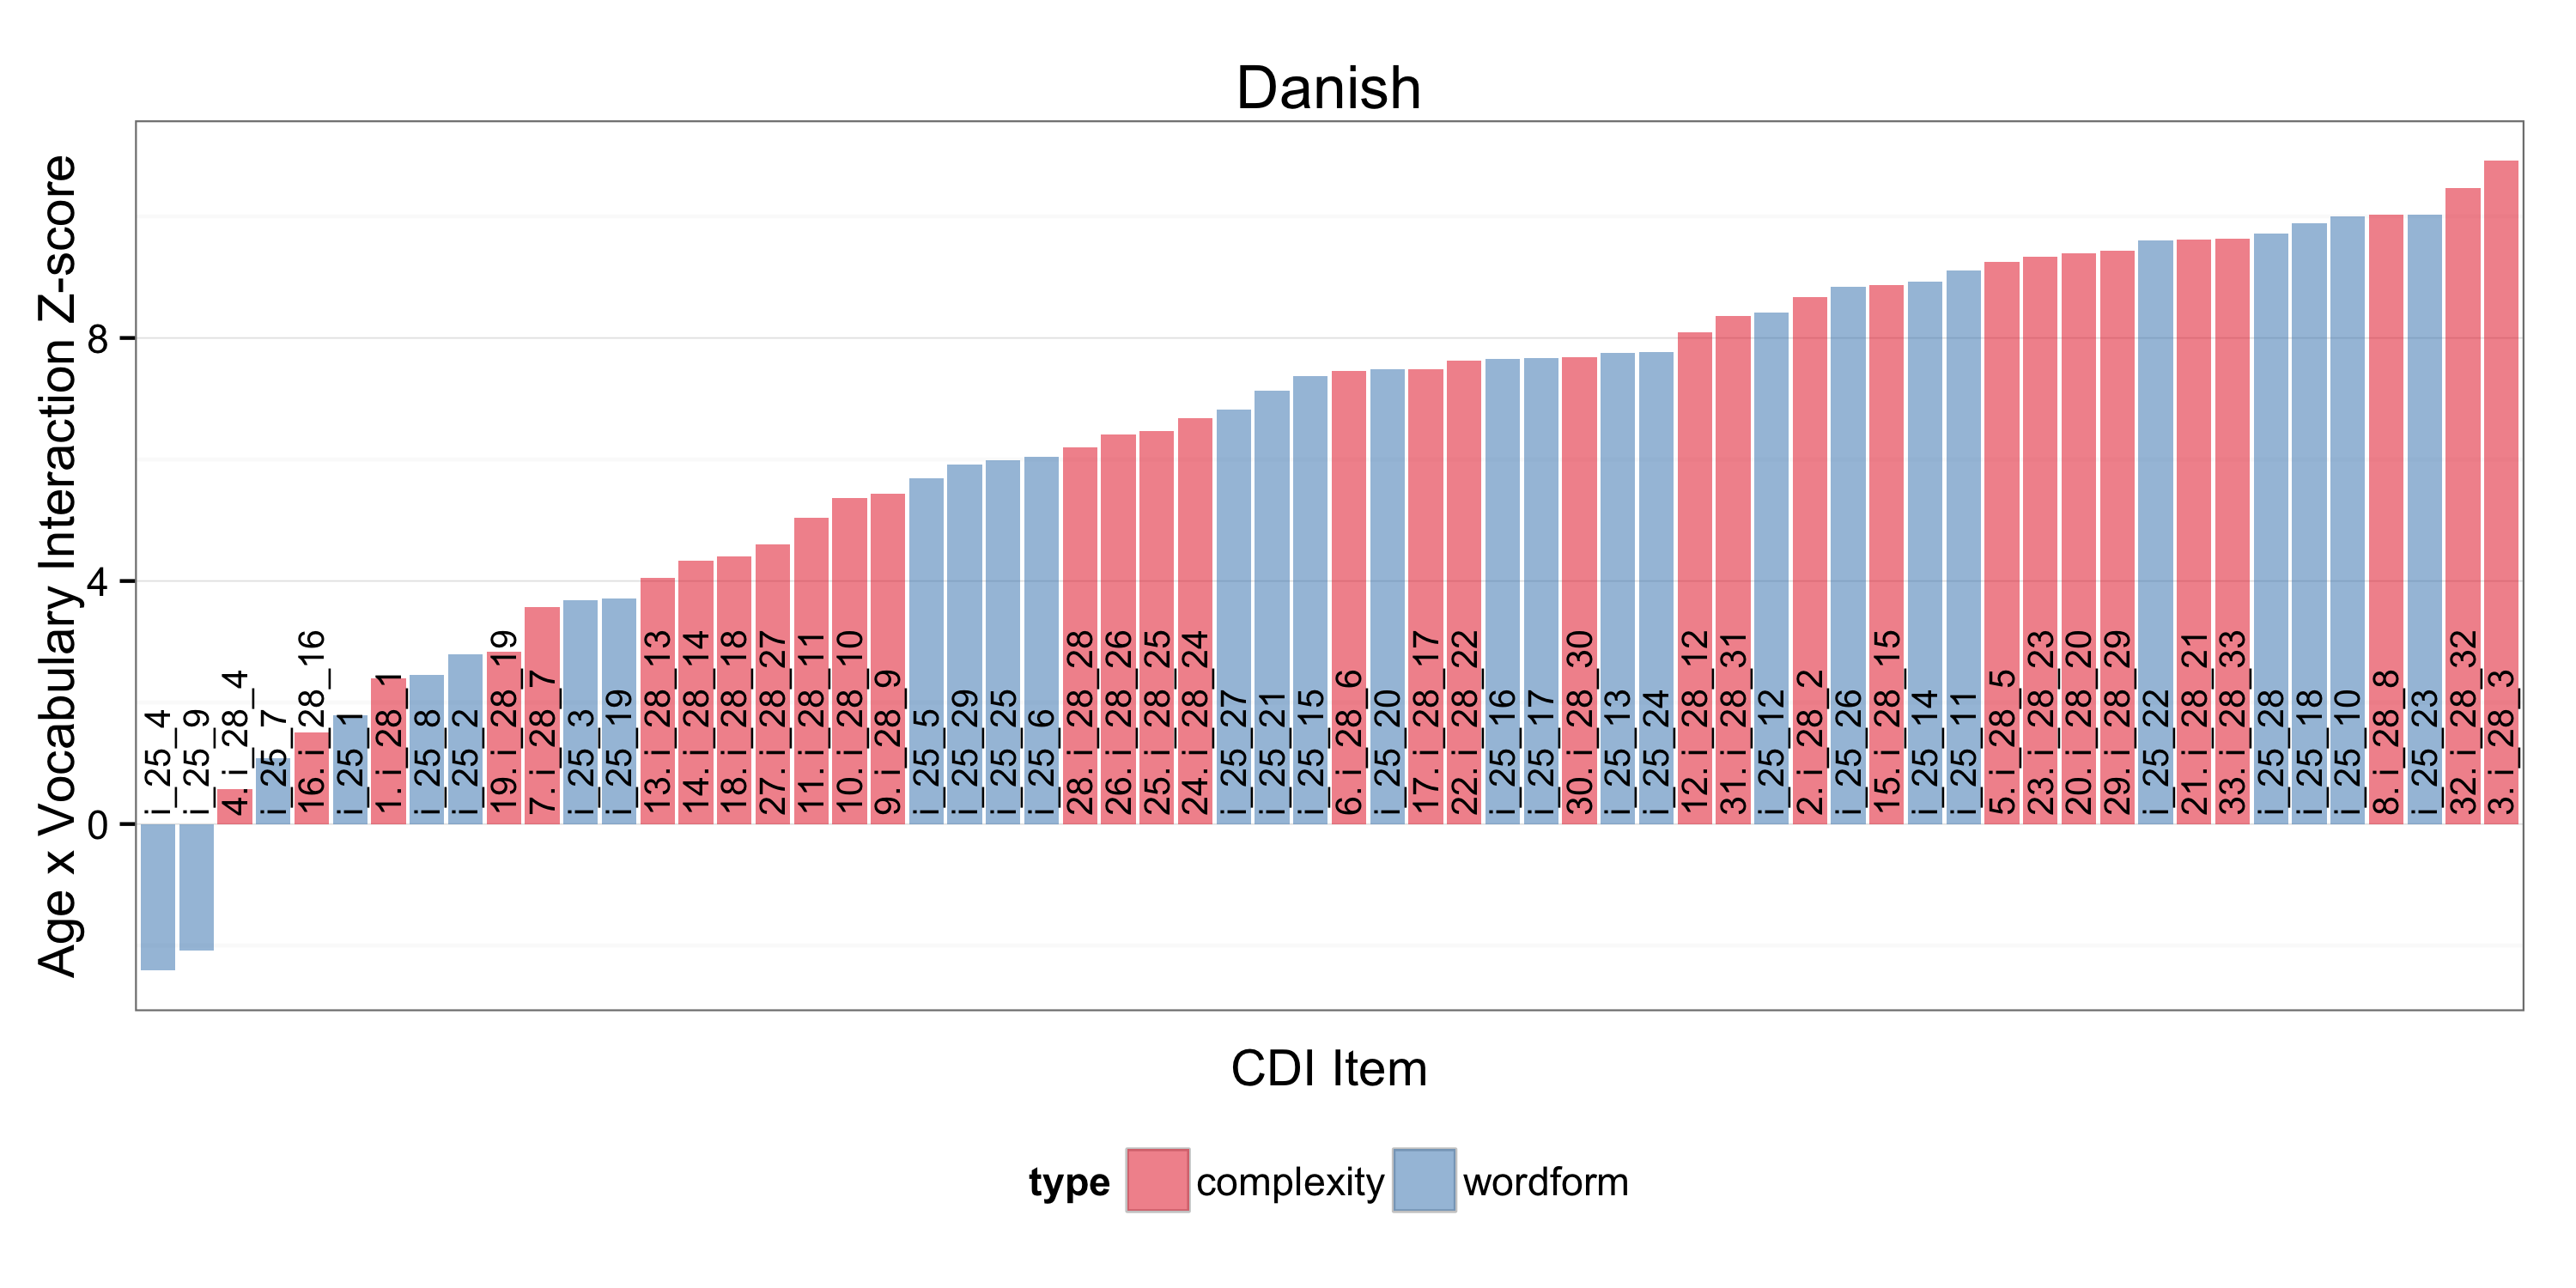 Danish
Age x Vocabulary Interaction Z-score
8
4
0
i_25_4
i_25_9
4.i_28_4
i_25_7
16.i_28_16
i_25_1
1.i_28_1
i_25_8
i_25_2
19.i_28_19
7.i_28_7
i_25_3
i_25_19
13.i_28_13
14.i_28_14
18.i_28_18
27.i_28_27
11.i_28_11
10.i_28_10
9.i_28_9
i_25_5
i_25_29
i_25_25
i_25_6
28.i_28_28
26.i_28_26
25.i_28_25
24.i_28_24
i_25_27
i_25_21
i_25_15
6.i_28_6
i_25_20
17.i_28_17
22.i_28_22
i_25_16
i_25_17
30.i_28_30
i_25_13
i_25_24
12.i_28_12
31.i_28_31
i_25_12
2.i_28_2
i_25_26
15.i_28_15
i_25_14
i_25_11
5.i_28_5
23.i_28_23
20.i_28_20
29.i_28_29
i_25_22
21.i_28_21
33.i_28_33
i_25_28
i_25_18
i_25_10
8.i_28_8
i_25_23
32.i_28_32
3.i_28_3
CDI Item
type complexity wordform